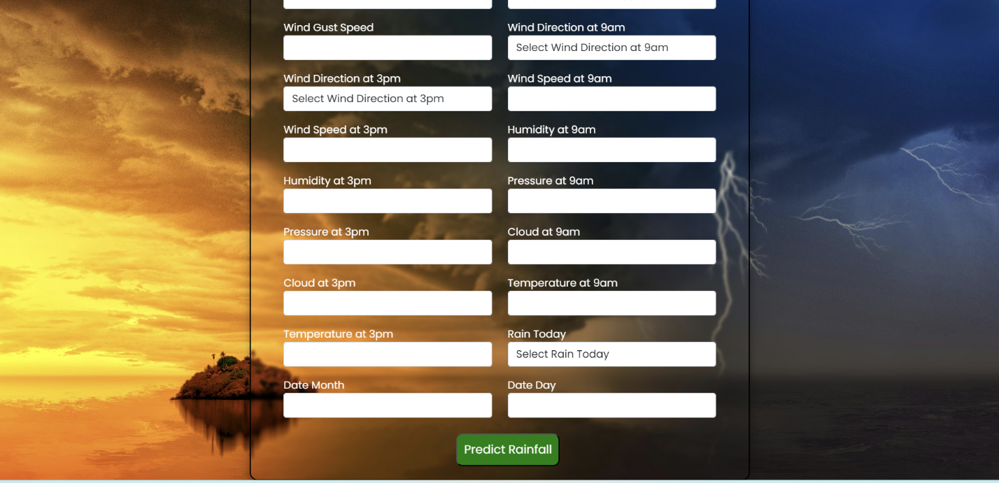 Wind Gust Speed
Wind Direction at 9am
Select Wind Direction at 9am
Wind Direction at 3pm
Select Wind Direction at 3pm
Wind Speed at 9am
Wind Speed at 3pm
Humidity at 9am
Humidity at 3pm
Pressure at 9am
Pressure at 3pm
Cloud at 9am
Cloud at 3pm
Temperature at 9am
Temperature at 3pm
Rain Today
Select Rain Today
Date Month
Date Day
Predict Rainfall